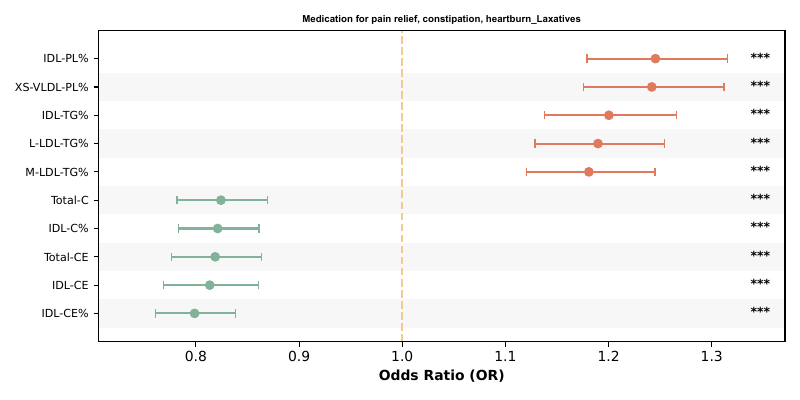 Medication for pain relief, constipation, heartburn_Laxatives
IDL-PL% ***
XS-VLDL-PL% ***
IDL-TG% ***
L-LDL-TG% ***
M-LDL-TG% ***
Total-C ***
IDL-C% ***
Total-CE ***
IDL-CE ***
IDL-CE% ***
0.8 0.9 1.0 1.1 1.2 1.3
Odds Ratio (OR)